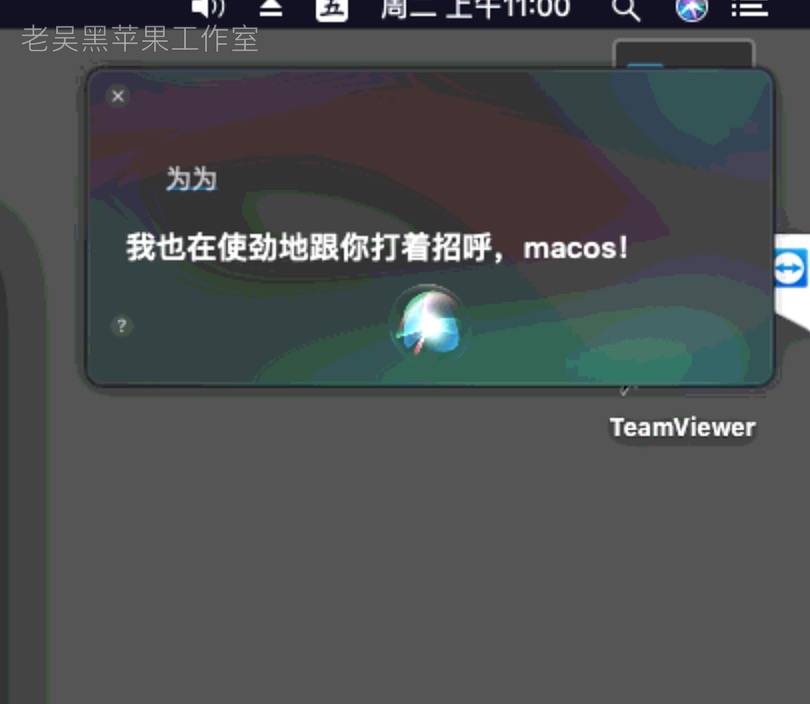 五 周二 上午11:00
老吴黑苹果工作室
为为
我也在使劲地跟你打着招呼，macos！
?
TeamViewer